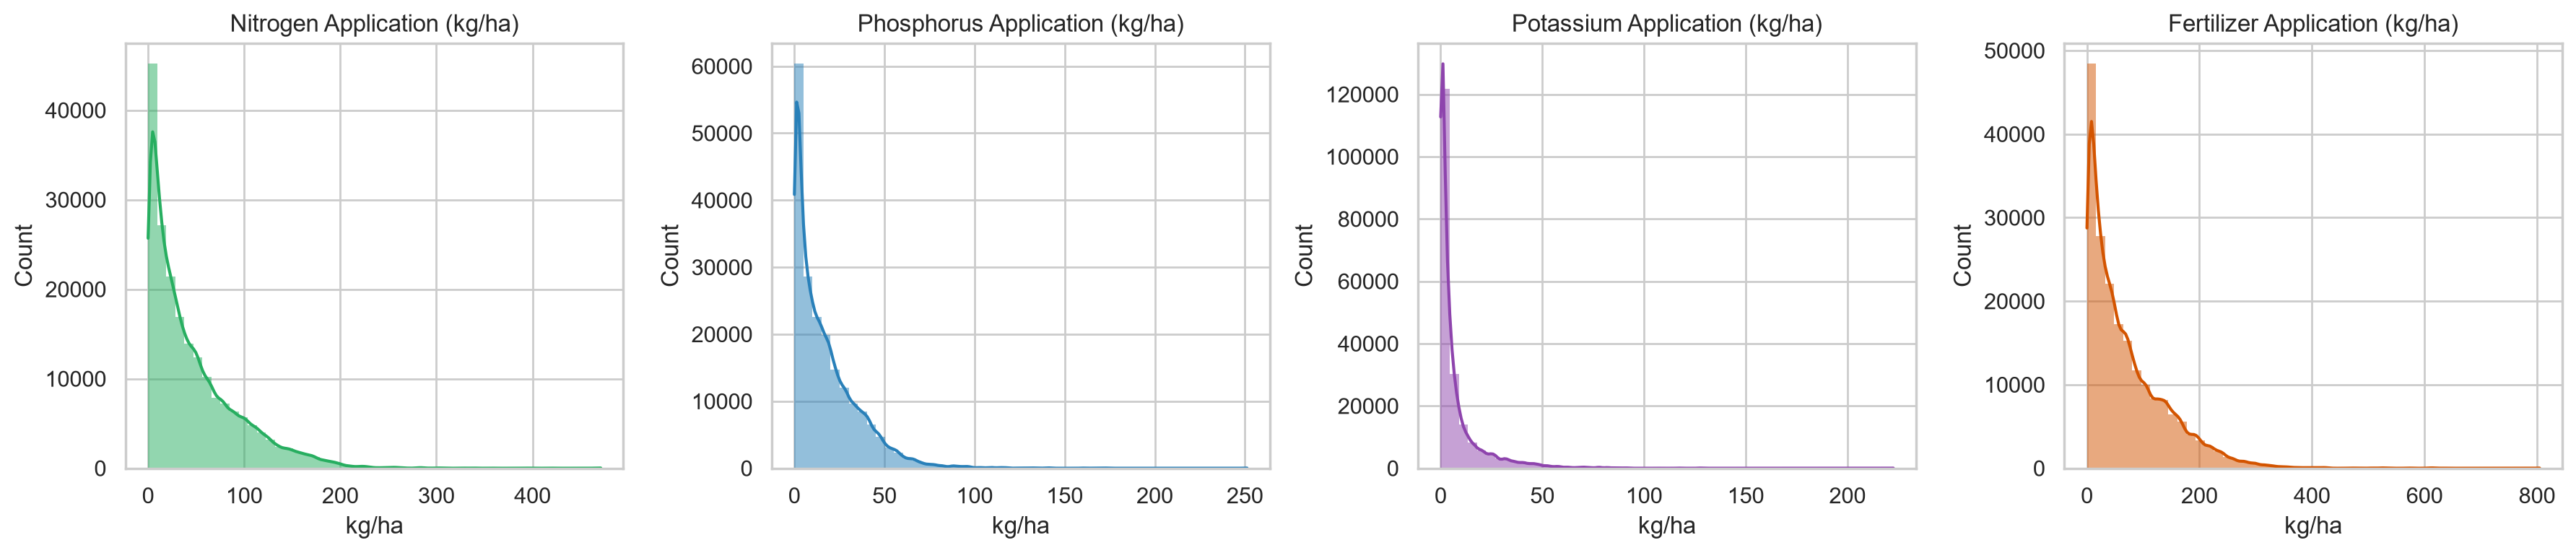 Nitrogen Application (kg/ha)
Count
40000
30000
20000
10000
0
0 100 200 300 400
kg/ha
Phosphorus Application (kg/ha)
Count
60000
50000
40000
30000
20000
10000
0
0 50 100 150 200 250
kg/ha
Potassium Application (kg/ha)
Count
120000
100000
80000
60000
40000
20000
0
0 50 100 150 200
kg/ha
Fertilizer Application (kg/ha)
Count
50000
40000
30000
20000
10000
0
0 200 400 600 800
kg/ha